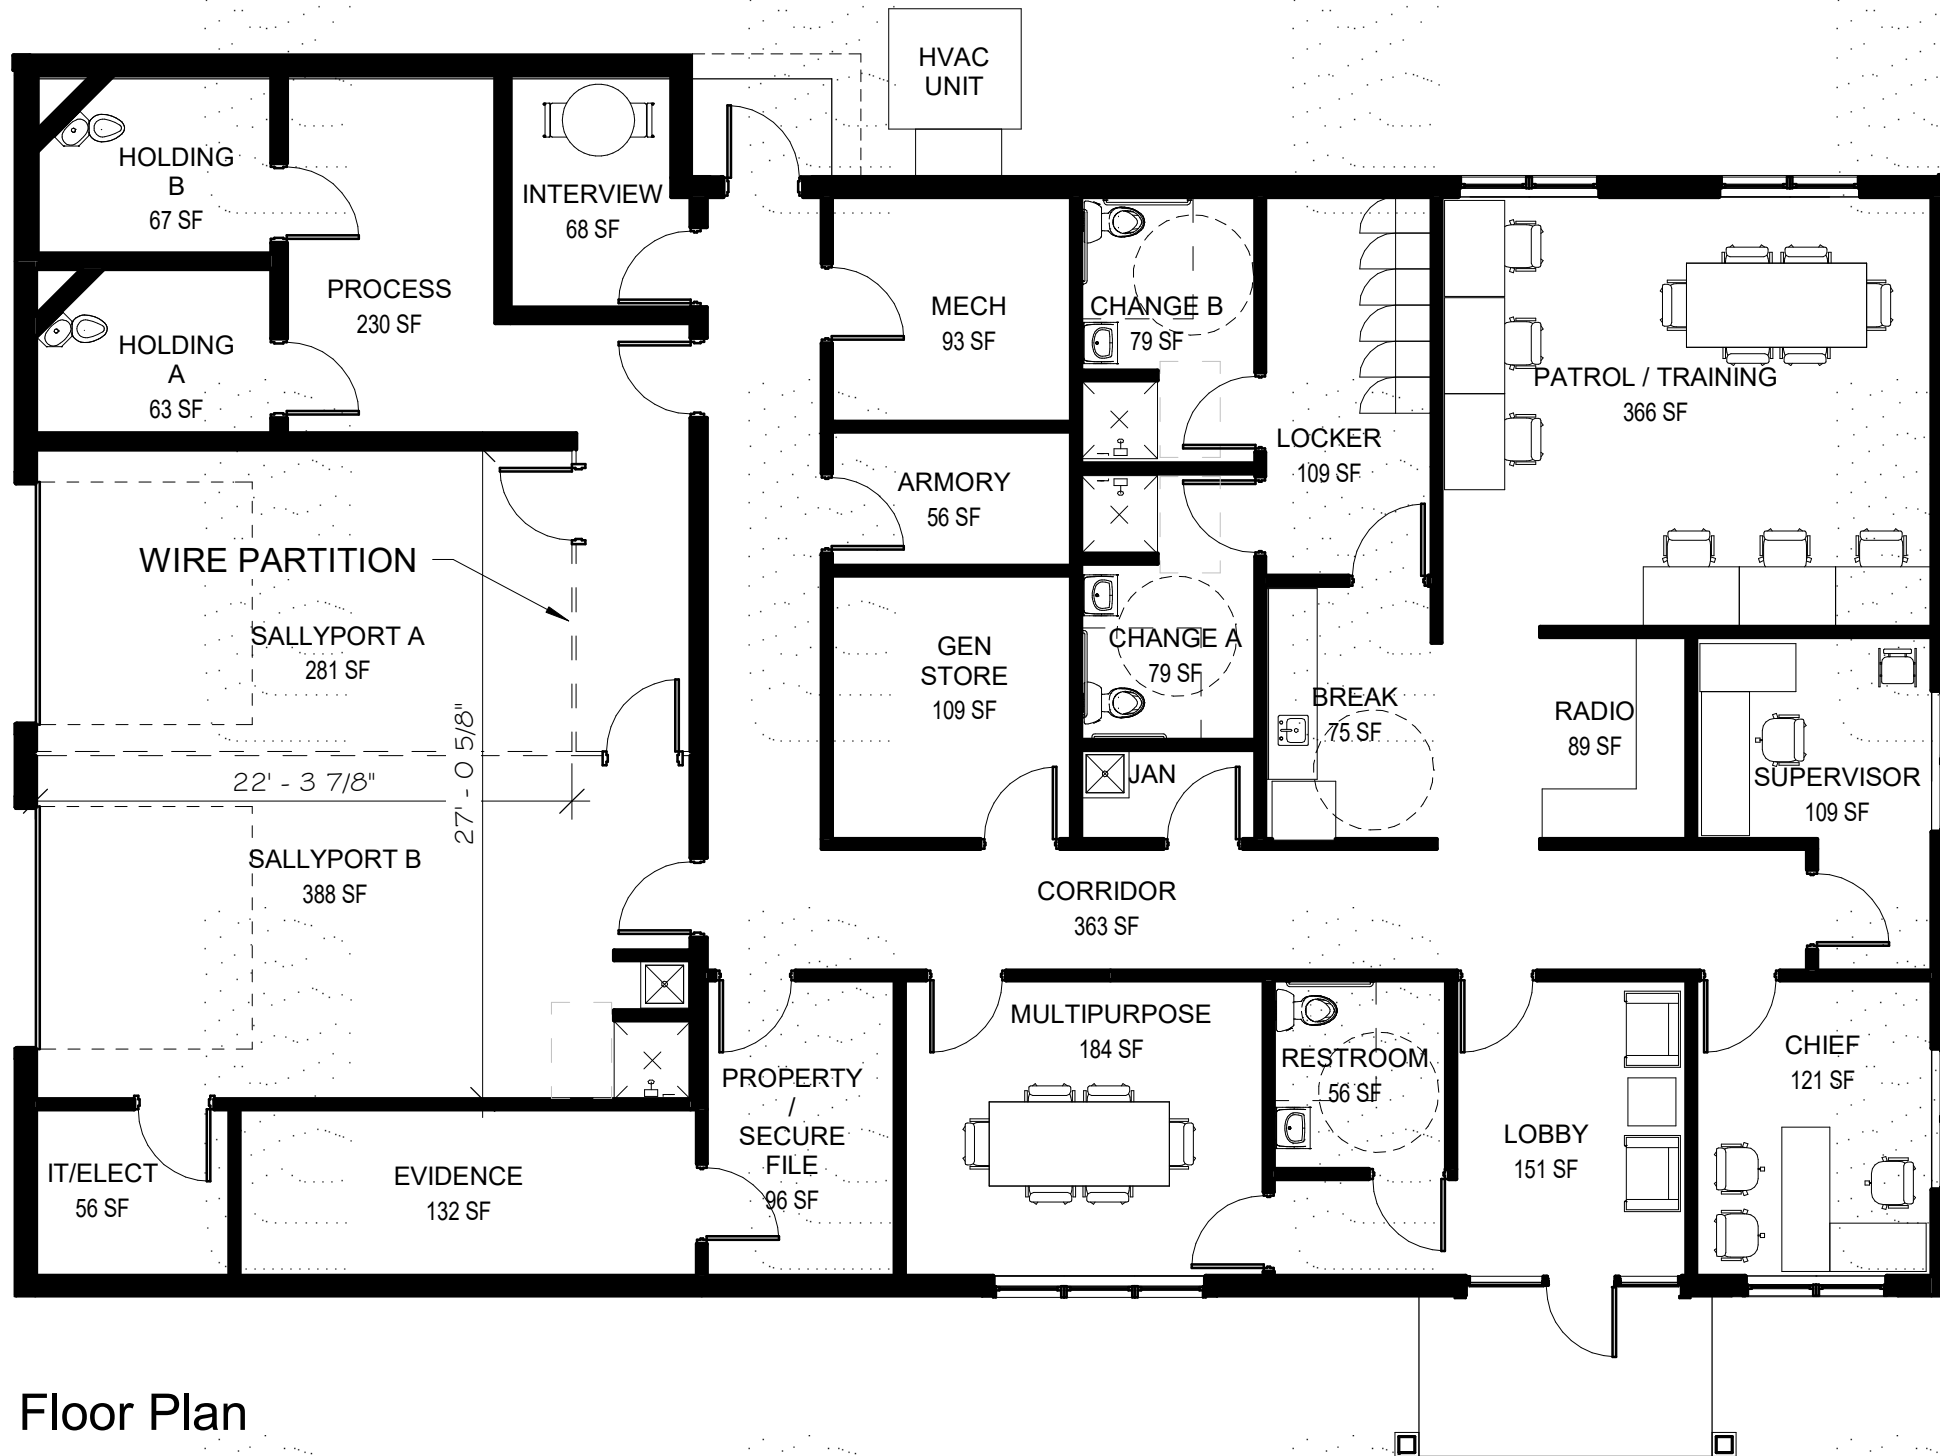 HVAC
UNIT
HOLDING
B
67 SF
INTERVIEW
68 SF
PROCESS
230 SF
MECH
93 SF
CHANGE B
79 SF
HOLDING
A
63 SF
PATROL / TRAINING
366 SF
LOCKER
109 SF
ARMORY
56 SF
WIRE PARTITION
SALLYPORT A
281 SF
GEN
STORE
109 SF
CHANGE A
79 SF
BREAK
75 SF
RADIO
89 SF
SUPERVISOR
109 SF
JAN
22' - 3 7/8"
27' - 0 5/8"
SALLYPORT B
388 SF
CORRIDOR
363 SF
MULTIPURPOSE
184 SF
RESTROOM
56 SF
CHIEF
121 SF
PROPERTY
/
SECURE
FILE
96 SF
LOBBY
151 SF
IT/ELECT
56 SF
EVIDENCE
132 SF
Floor Plan